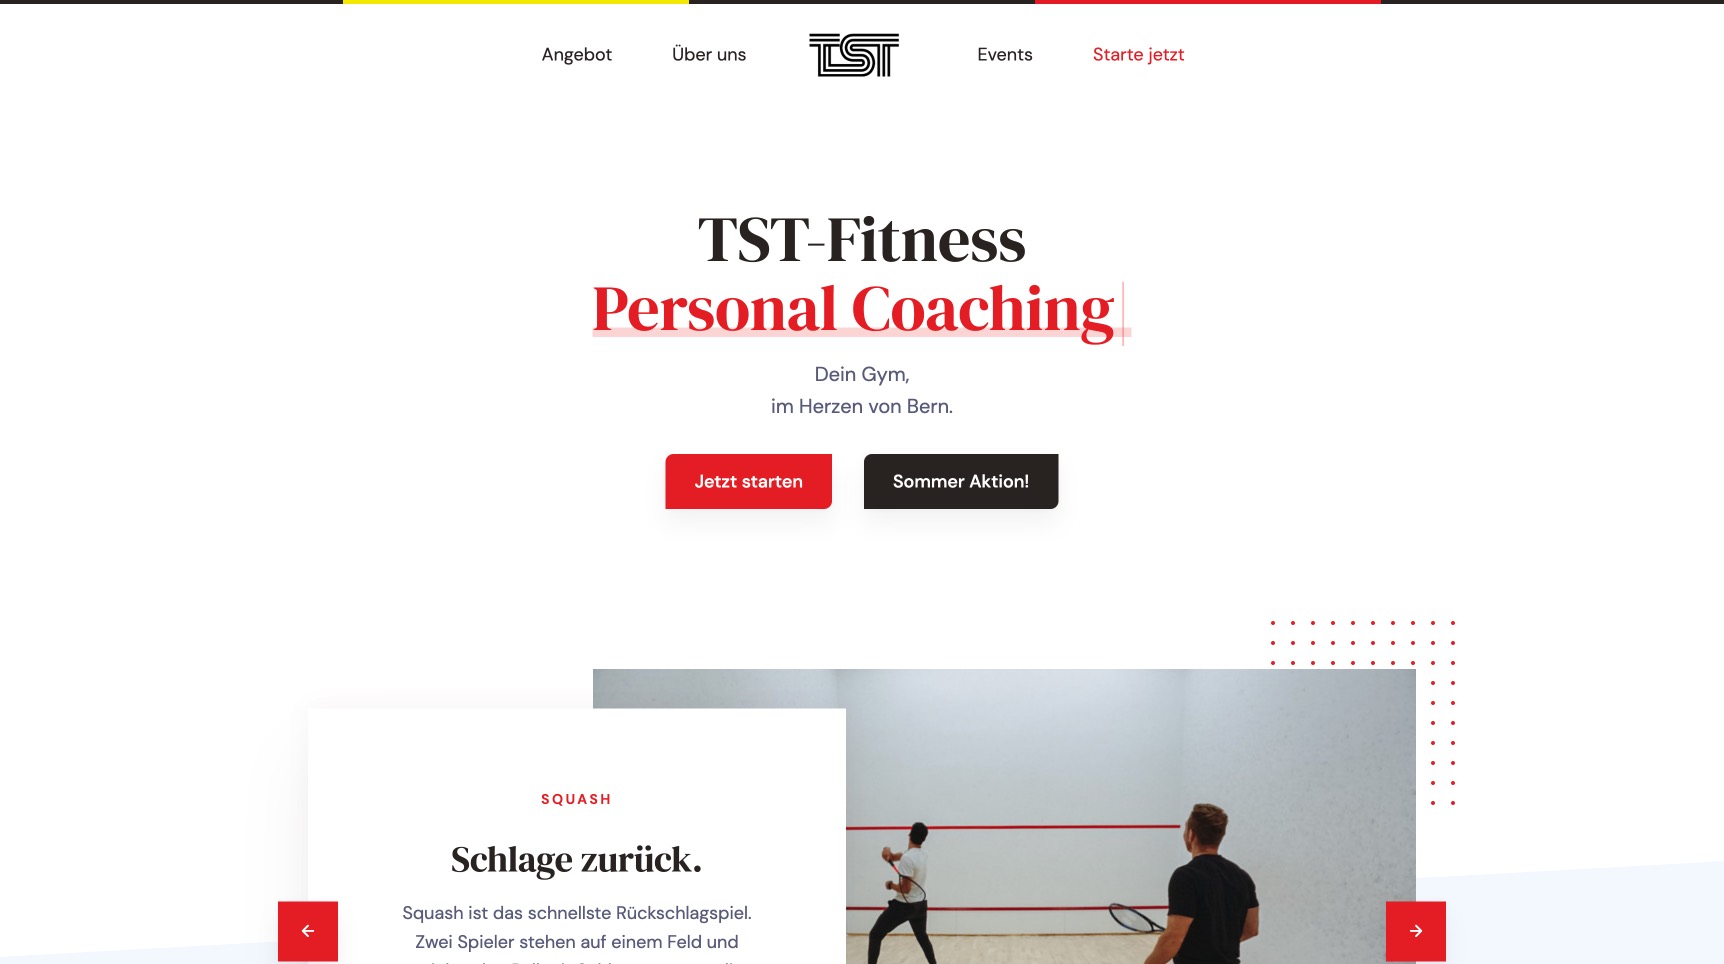 Angebot
Über uns
TST
Events
Starte jetzt
TST-Fitness
Personal Coaching
Dein Gym,
im Herzen von Bern.
Jetzt starten
Sommer Aktion!
SQUASH
Schlage zurück.
Squash ist das schnellste Rückschlagspiel.
Zwei Spieler stehen auf einem Feld und